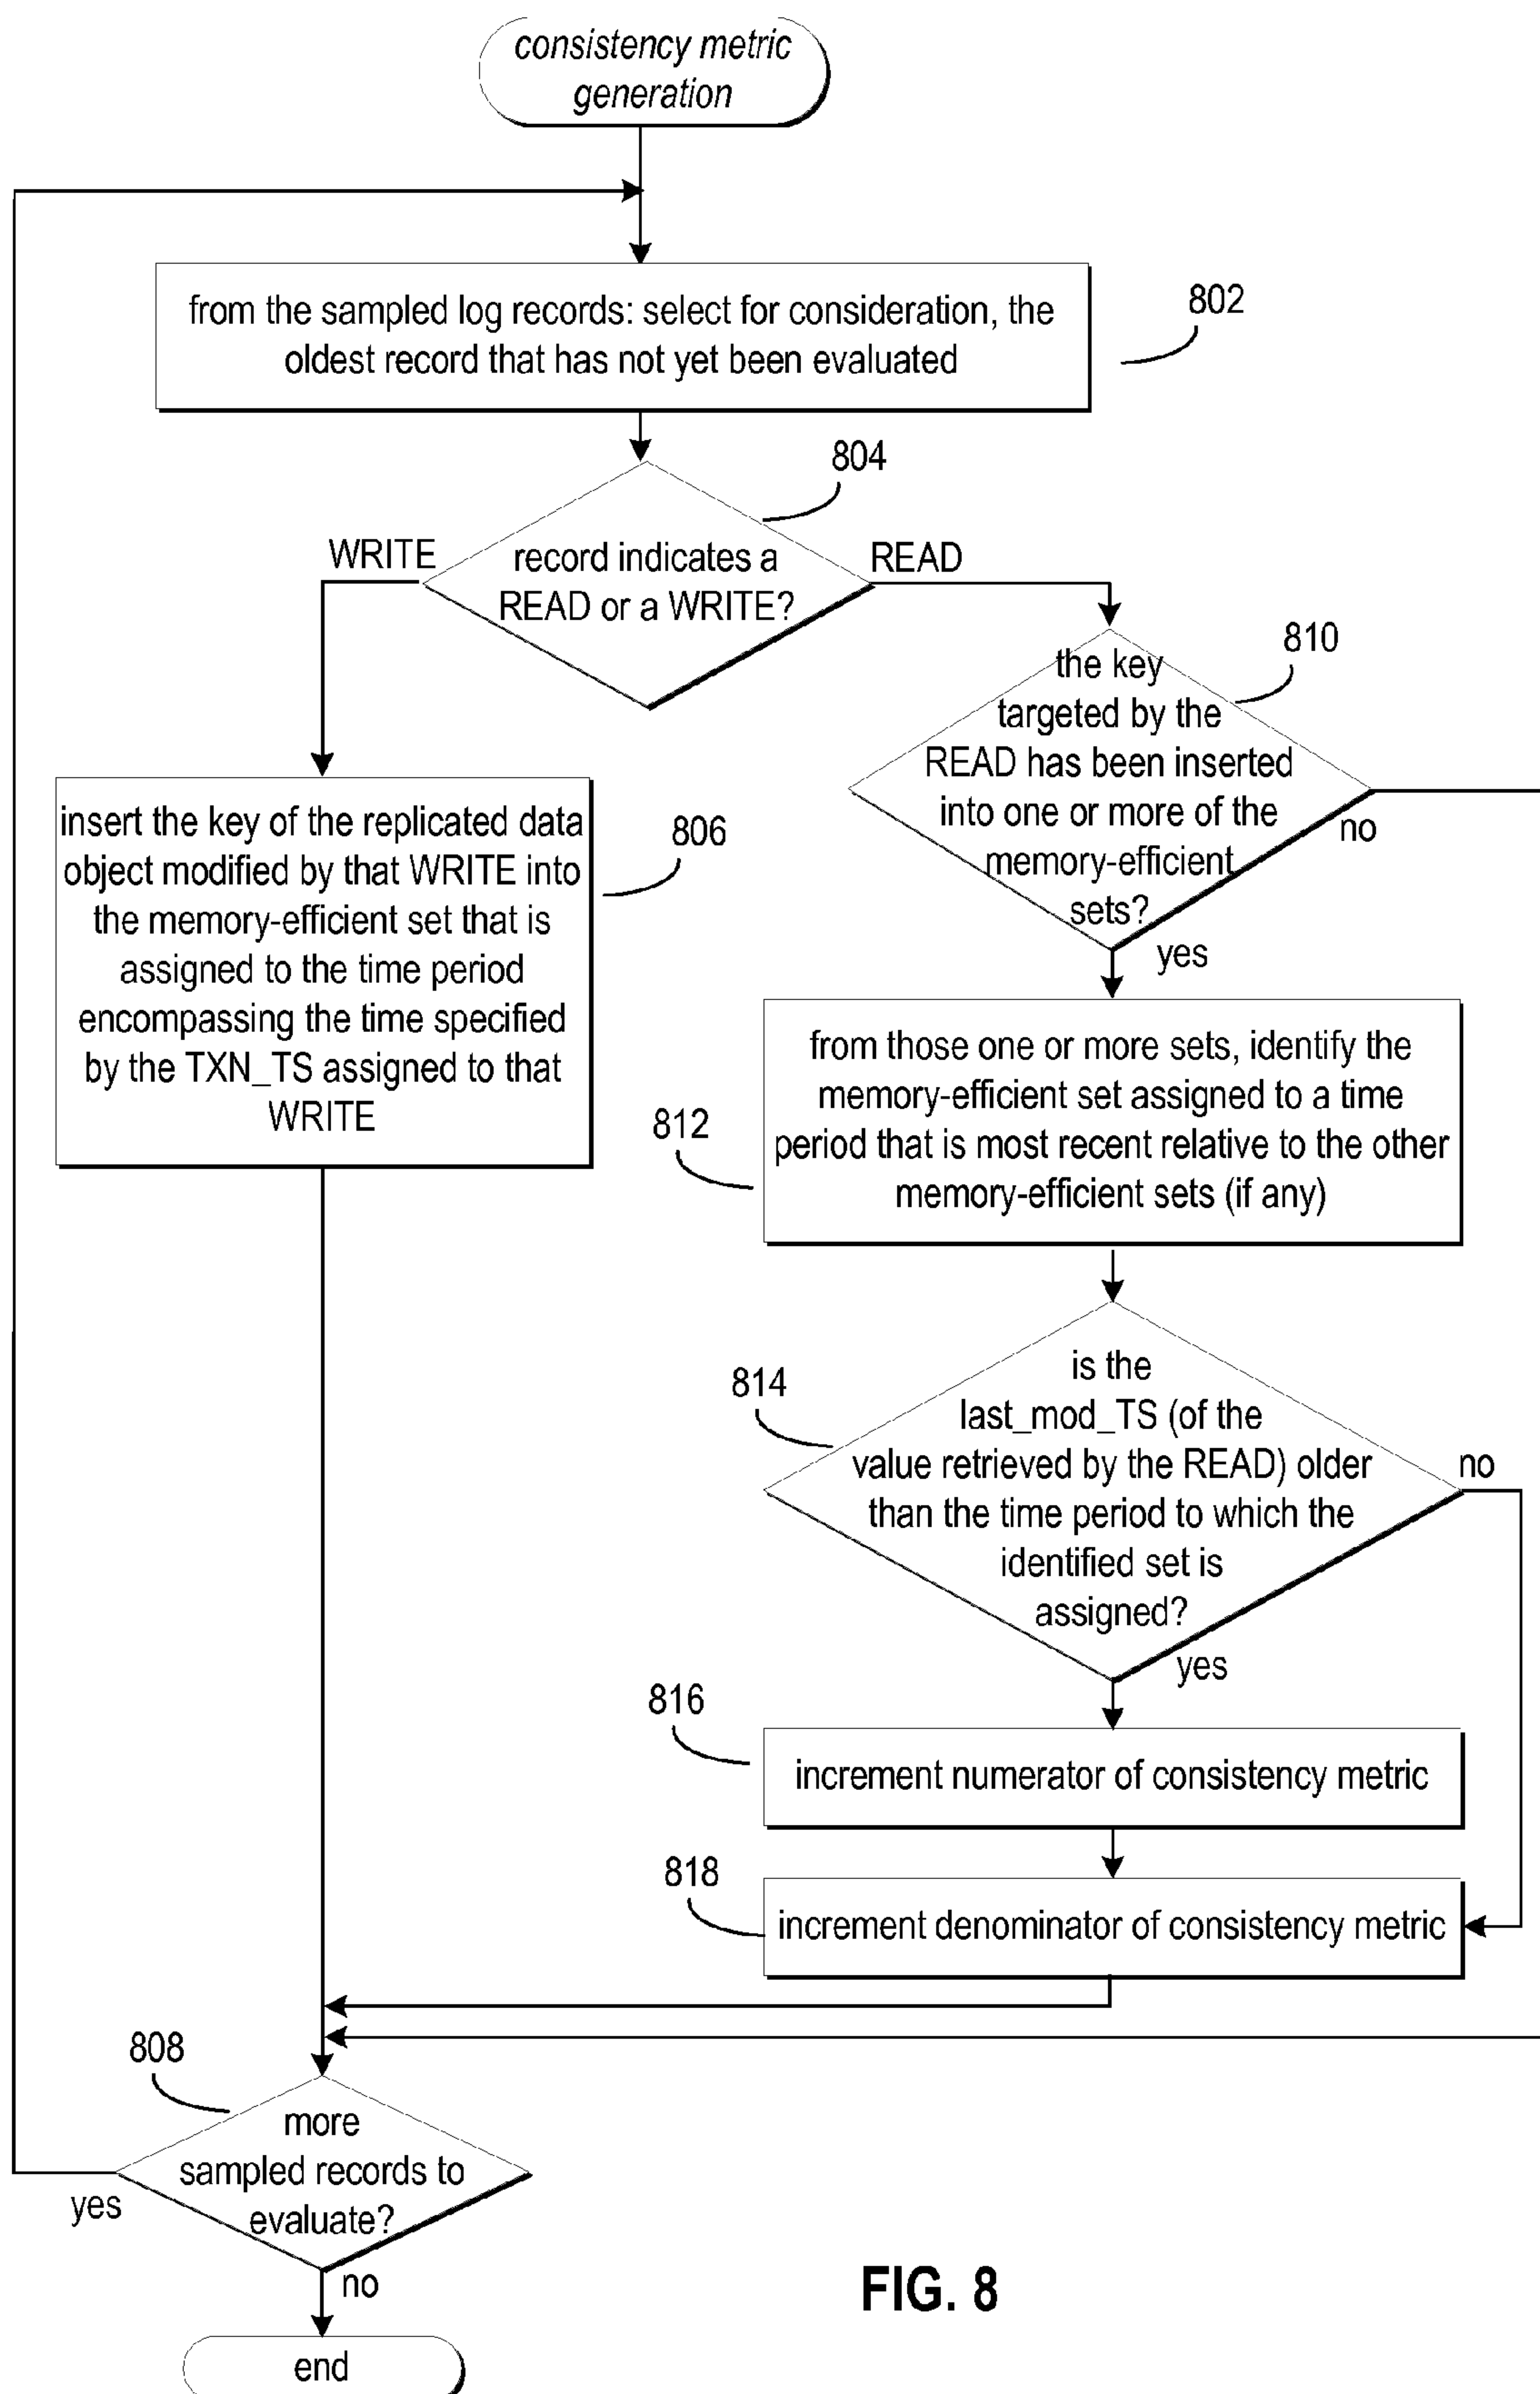 consistency metric
generation
from the sampled log records: select for consideration, the
oldest record that has not yet been evaluated
802
804
WRITE
record indicates a
READ or a WRITE?
READ
810
the key
targeted by the
READ has been inserted
into one or more of the
memory-efficient
sets?
no
yes
insert the key of the replicated data
object modified by that WRITE into
the memory-efficient set that is
assigned to the time period
encompassing the time specified
by the TXN_TS assigned to that
WRITE
806
from those one or more sets, identify the
memory-efficient set assigned to a time
period that is most recent relative to the other
memory-efficient sets (if any)
812
814
is the
last_mod_TS (of the
value retrieved by the READ) older
than the time period to which the
identified set is
assigned?
no
yes
816
increment numerator of consistency metric
818
increment denominator of consistency metric
808
more
sampled records to
evaluate?
yes
no
end
FIG. 8